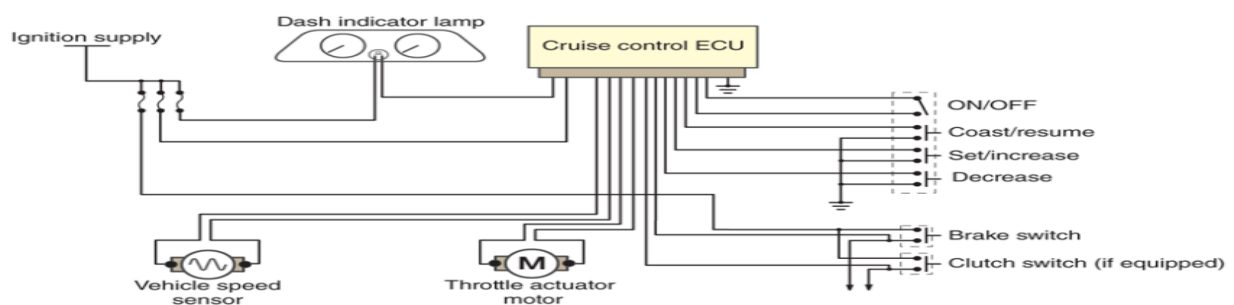 Dash indicator lamp
Ignition supply
Cruise control ECU
ON/OFF
Coast/resume
Set/increase
Decrease
Brake switch
Clutch switch (if equipped)
M
Vehicle speed
sensor
Throttle actuator
motor